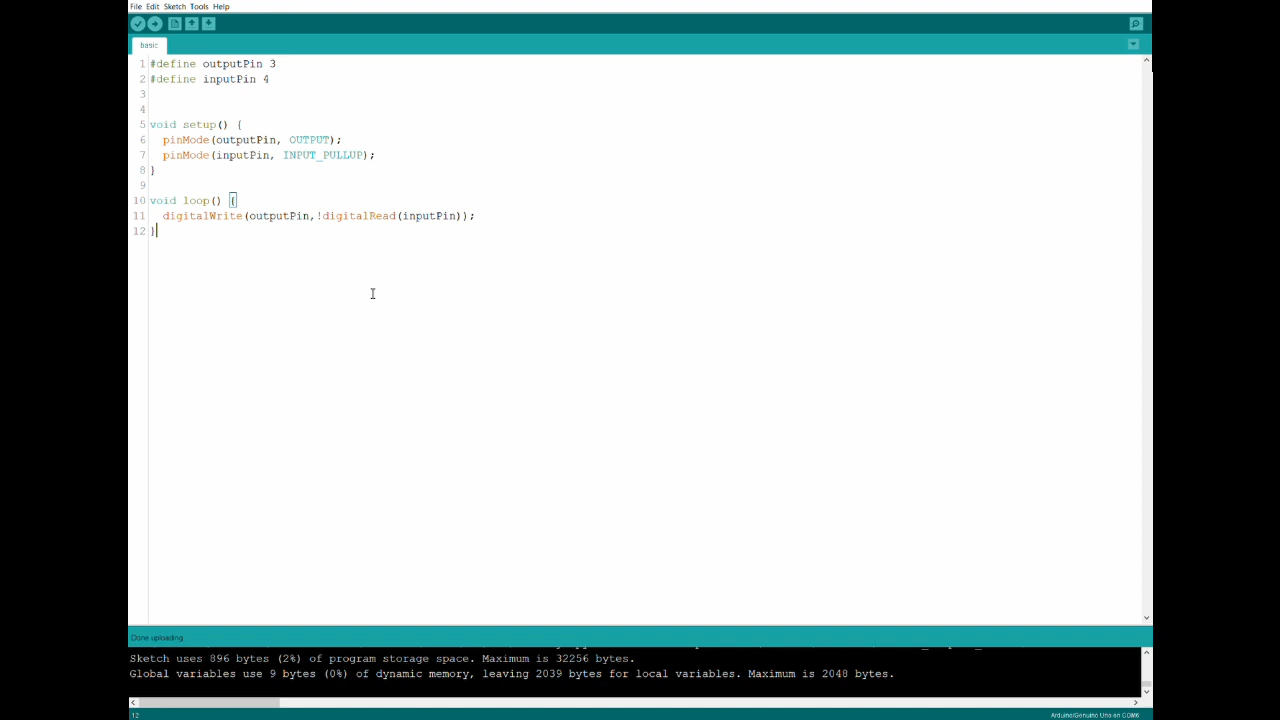 File Edit Sketch Tools Help
basic
1 #define outputPin 3
2 #define inputPin 4
3
4
5 void setup() {
6 pinMode(outputPin, OUTPUT);
7 pinMode(inputPin, INPUT_PULLUP);
8 }
9
10 void loop() {
11 digitalWrite(outputPin,!digitalRead(inputPin));
12 }
Done uploading
Sketch uses 896 bytes (2%) of program storage space. Maximum is 32256 bytes.
Global variables use 9 bytes (0%) of dynamic memory, leaving 2039 bytes for local variables. Maximum is 2048 bytes.
12
Arduino/Genuino Uno on COM6